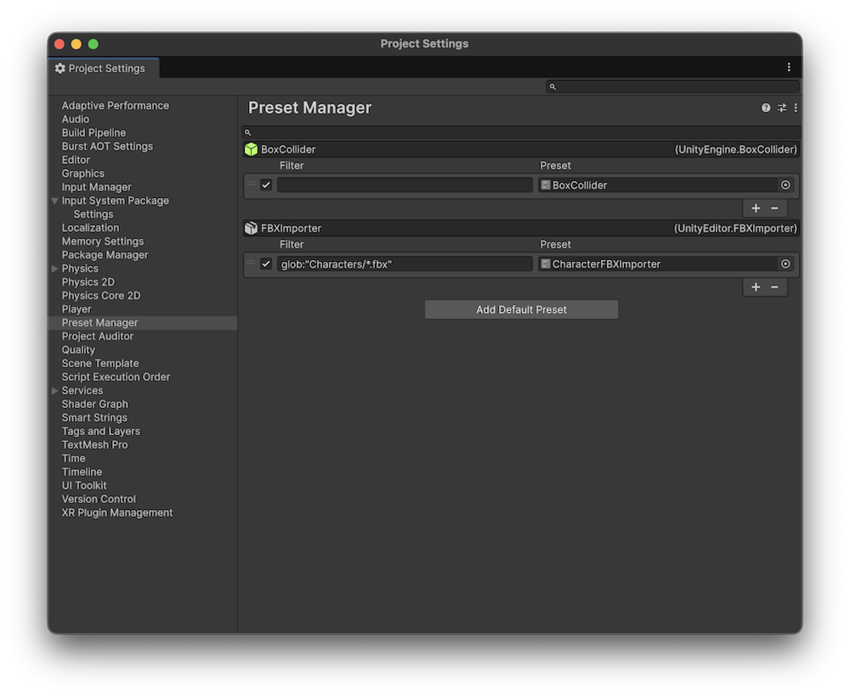 Project Settings
Project Settings
Adaptive Performance
Audio
Build Pipeline
Burst AOT Settings
Editor
Graphics
Input Manager
Input System Package
Settings
Localization
Memory Settings
Package Manager
Physics
Physics 2D
Physics Core 2D
Player
Preset Manager
Project Auditor
Quality
Scene Template
Script Execution Order
Services
Shader Graph
Smart Strings
Tags and Layers
TextMesh Pro
Time
Timeline
UI Toolkit
Version Control
XR Plugin Management
Preset Manager
BoxCollider (UnityEngine.BoxCollider)
Filter Preset
BoxCollider
FBXImporter (UnityEditor.FBXImporter)
Filter Preset
glob:"Characters/*.fbx" CharacterFBXImporter
Add Default Preset